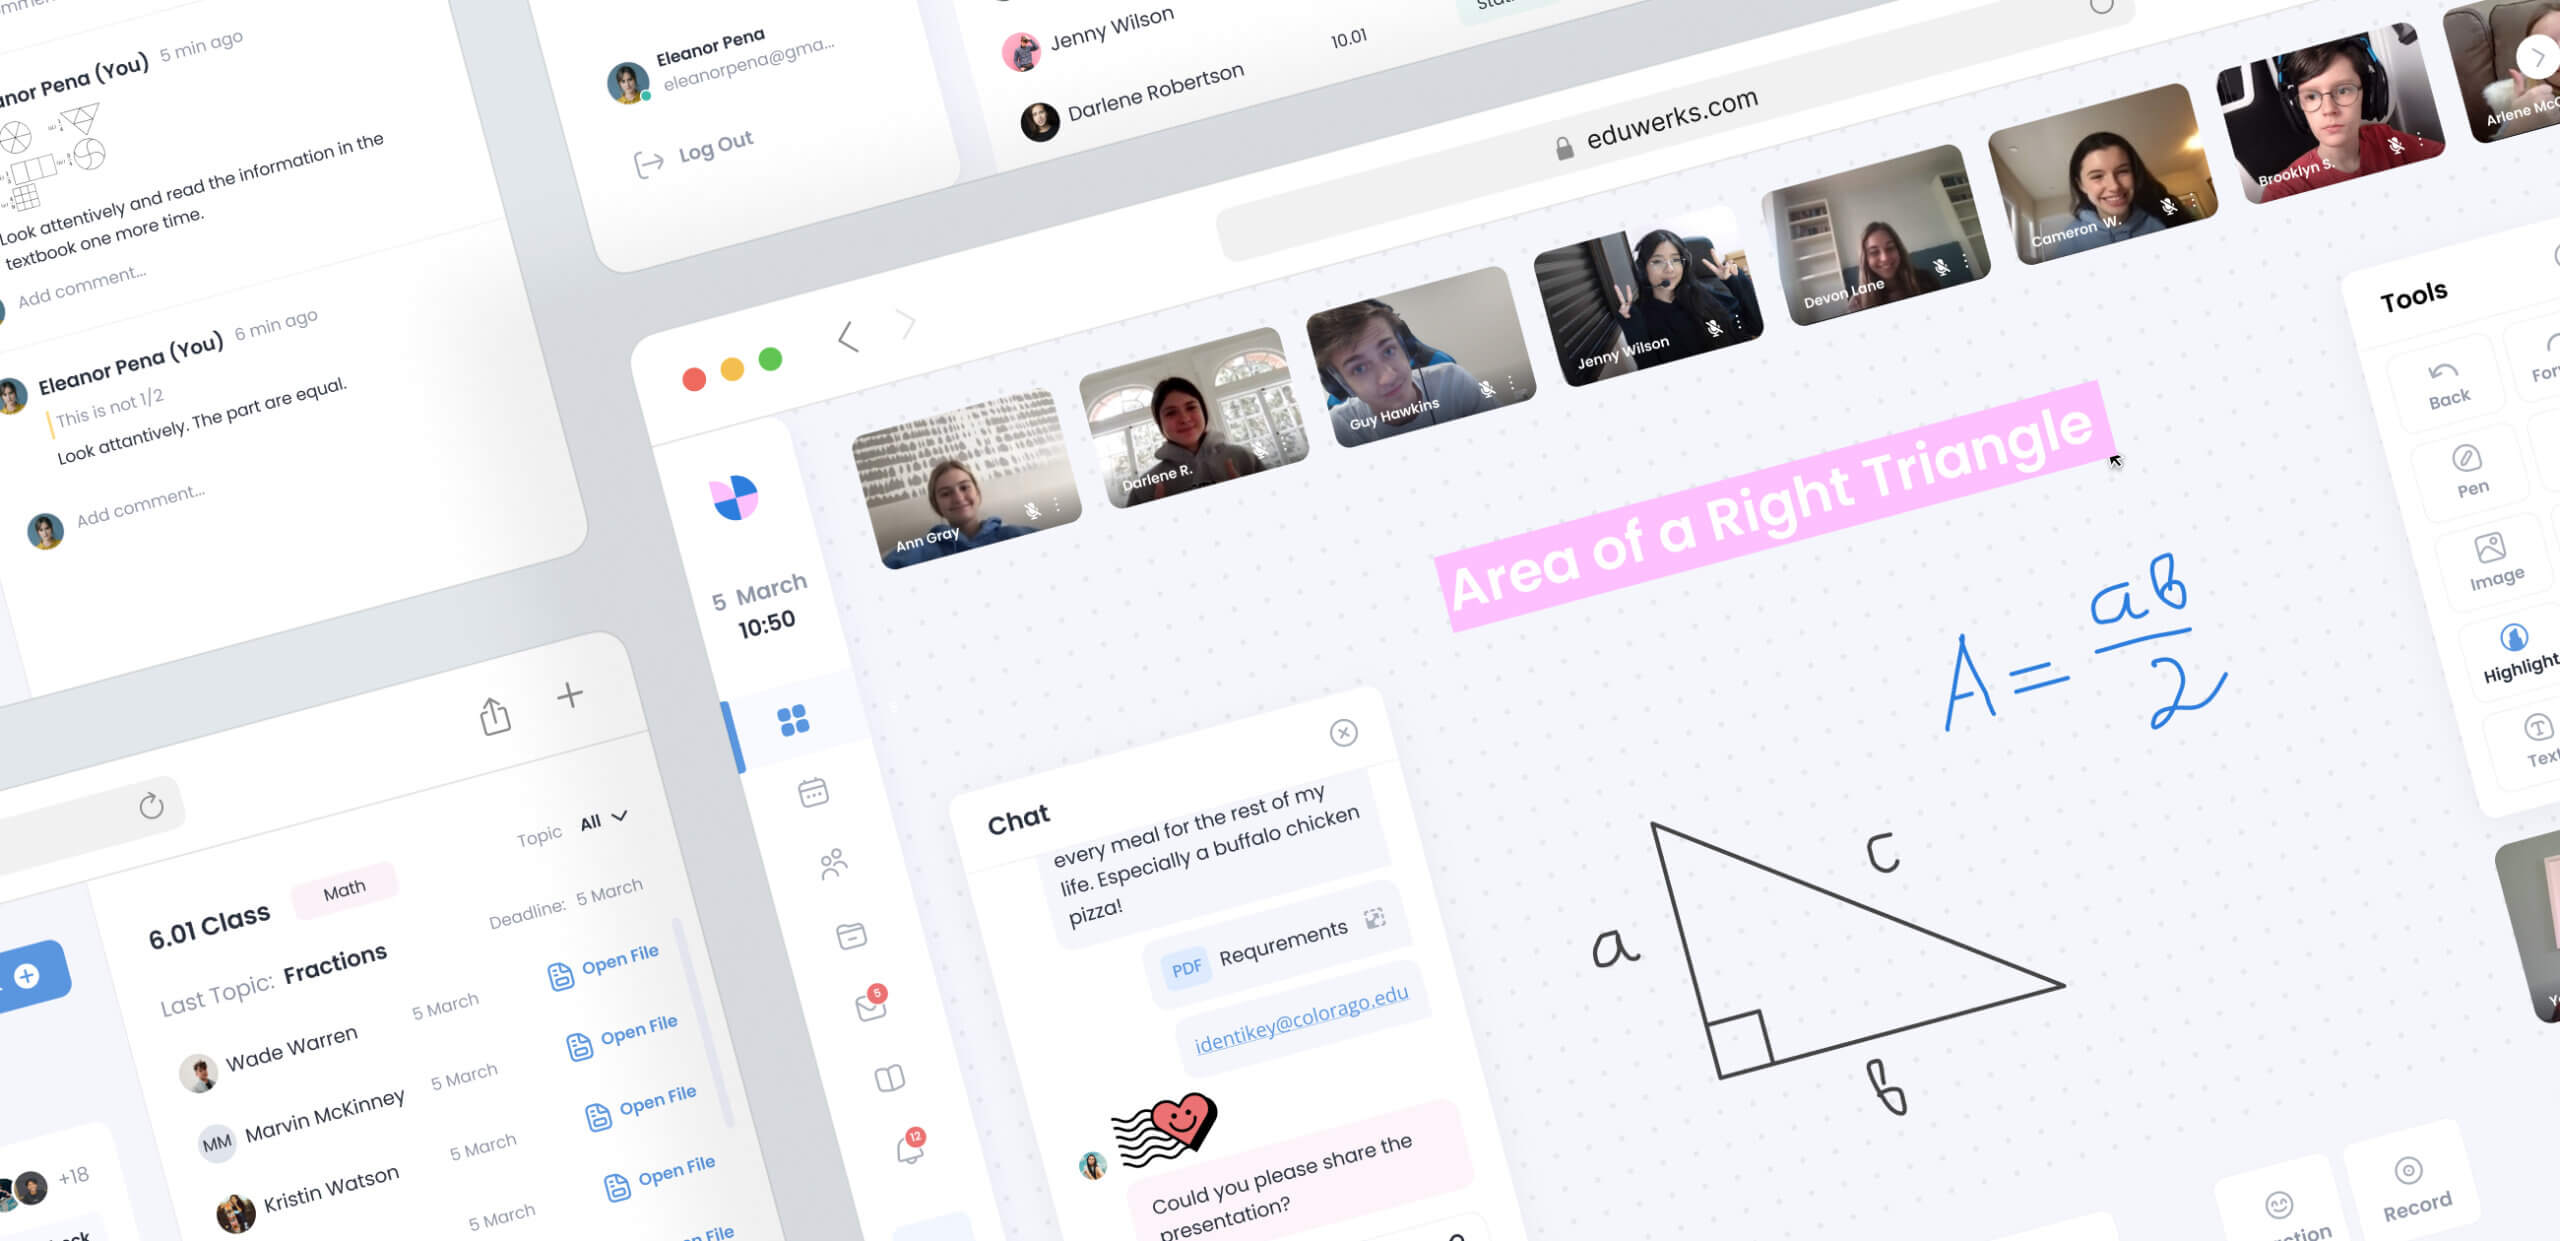 5 min ago
Eleanor Pena (You)
Look attentively and read the information in the
textbook one more time.
Add comment...
Eleanor Pena (You) 6 min ago
This is not 1/2
Look attantively. The part are equal.
Add comment...
Eleanor Pena
eleanorpena@gma...
Log Out
Jenny Wilson
Darlene Robertson
10.01
eduwerks.com
5 March
10:50
5
12
Ann Gray
Darlene R.
Guy Hawkins
Jenny Wilson
Devon Lane
Cameron W.
Brooklyn S.
Arlene McC
Area of a Right Triangle
A = ab
2
a
c
b
Tools
Back
Pen
Image
Highlight
Text
Chat
every meal for the rest of my
life. Especially a buffalo chicken
pizza!
PDF Requrements
identikey@colorago.edu
Could you please share the
presentation?
Record
Topic All
6.01 Class Math
Deadline: 5 March
Last Topic: Fractions
Wade Warren 5 March Open File
MM Marvin McKinney 5 March Open File
Kristin Watson 5 March Open File
5 March Open File
+18